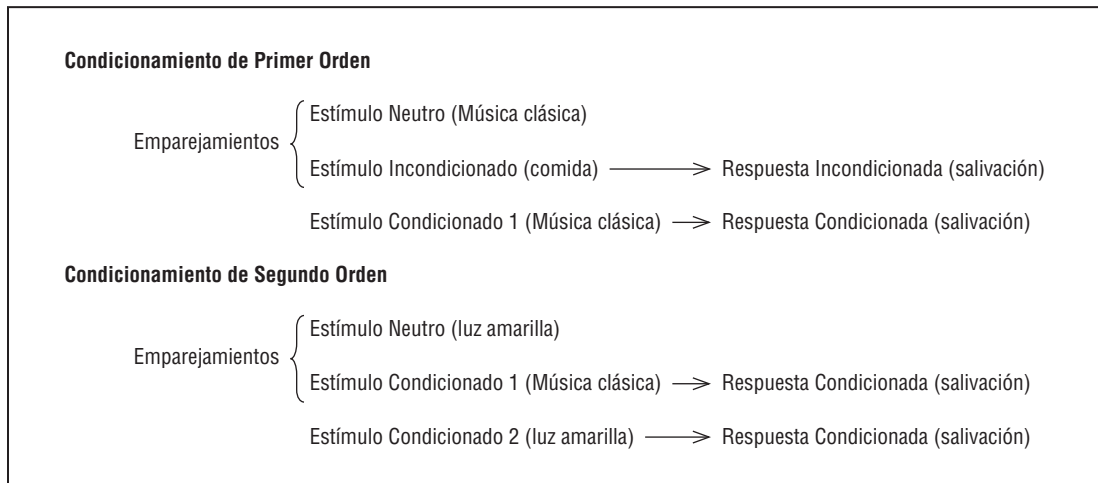 Condicionamiento de Primer Orden
Estímulo Neutro (Música clásica)
Emparejamientos
Estímulo Incondicionado (comida) Respuesta Incondicionada (salivación)
Estímulo Condicionado 1 (Música clásica) Respuesta Condicionada (salivación)
Condicionamiento de Segundo Orden
Estímulo Neutro (luz amarilla)
Emparejamientos
Estímulo Condicionado 1 (Música clásica) Respuesta Condicionada (salivación)
Estímulo Condicionado 2 (luz amarilla) Respuesta Condicionada (salivación)